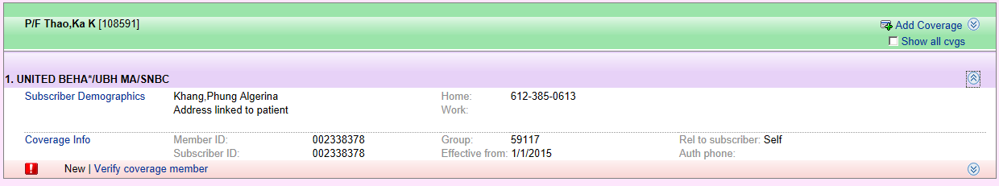 P/F Thao,Ka K [108591]
Add Coverage
Show all cvgs
1. UNITED BEHA*/UBH MA/SNBC
Subscriber Demographics Khang,Phung Algerina Home: 612-385-0613
Address linked to patient Work:
Coverage Info Member ID: 002338378 Group: 59117 Rel to subscriber: Self
Subscriber ID: 002338378 Effective from: 1/1/2015 Auth phone:
New | Verify coverage member